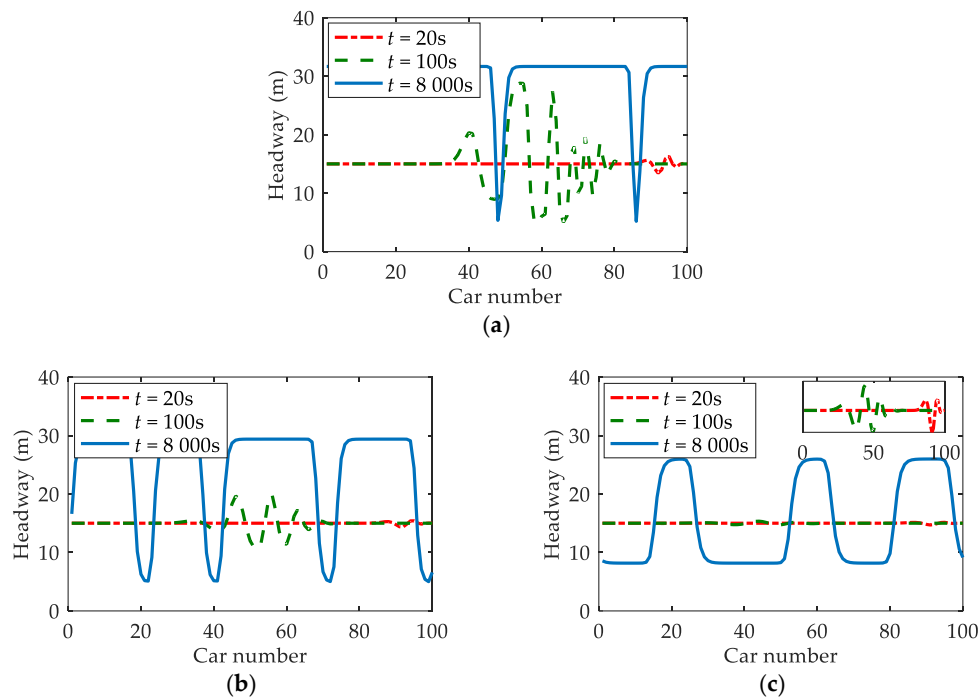 40
t = 20s
t = 100s
t = 8 000s
30
20
10
0
Headway (m)
0 20 40 60 80 100
Car number
(a)
40
t = 20s
t = 100s
t = 8 000s
30
20
10
0
Headway (m)
0 20 40 60 80 100
Car number
(b)
40
t = 20s
t = 100s
t = 8 000s
0 50 100
30
20
10
0
Headway (m)
0 20 40 60 80 100
Car number
(c)